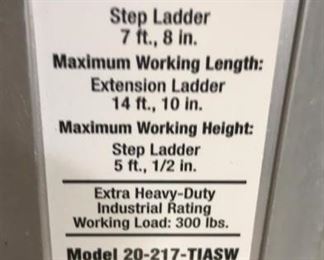 Step Ladder
7 ft., 8 in.
Maximum Working Length:
Extension Ladder
14 ft., 10 in.
Maximum Working Height:
Step Ladder
5 ft., 1/2 in.
Extra Heavy-Duty
Industrial Rating
Working Load: 300 lbs.
Model 20-217-TIASW